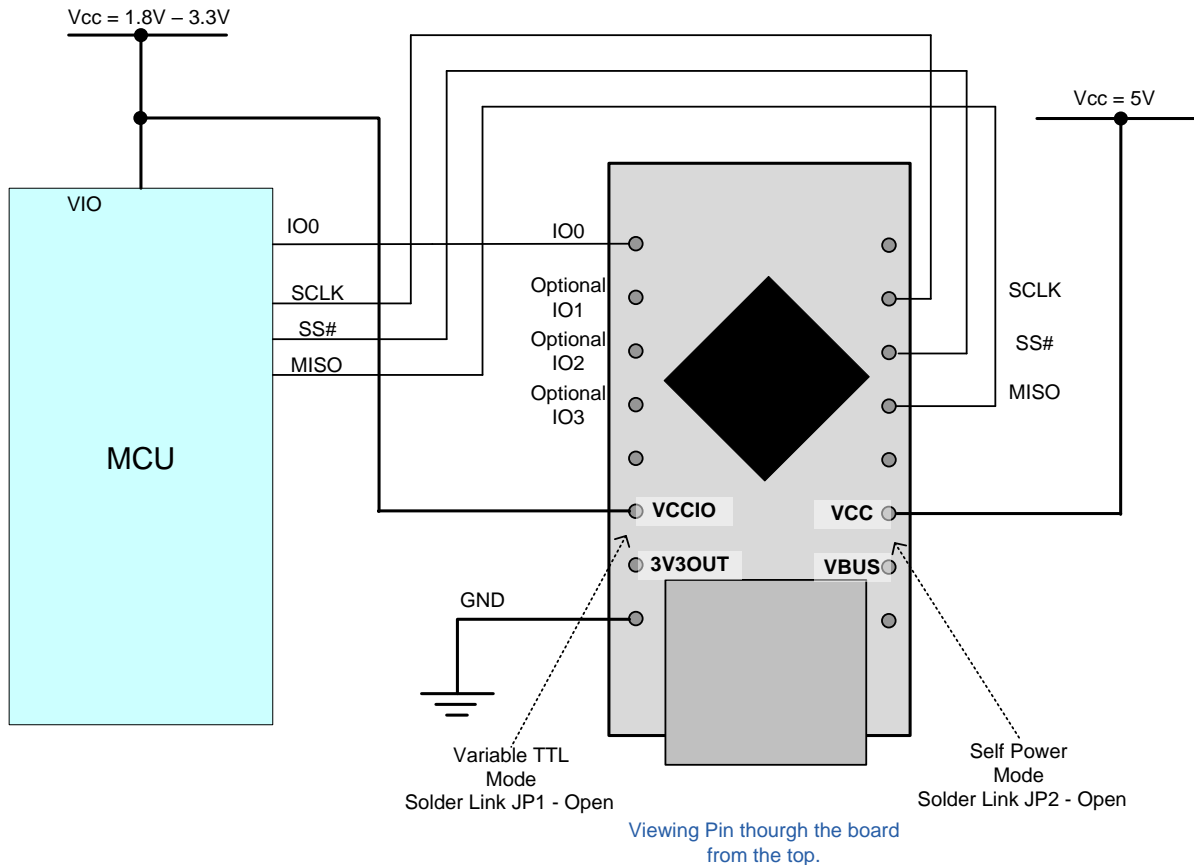 Vcc = 1.8V – 3.3V
Vcc = 5V
VIO
IO0
IO0
SCLK
Optional
IO1
SCLK
SS#
Optional
IO2
SS#
MISO
Optional
IO3
MISO
MCU
VCCIO
VCC
3V3OUT
VBUS
GND
Variable TTL
Mode
Solder Link JP1 - Open
Self Power
Mode
Solder Link JP2 - Open
Viewing Pin thourgh the board
from the top.